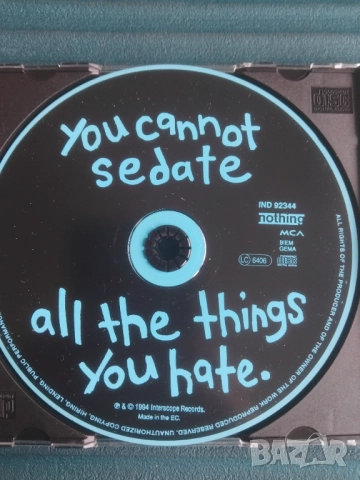 You cannot
sedate
IND 92344
nothing
MCA
BIEM
GEMA
LC 6406
all the things
you hate.
℗ & © 1994 Interscope Records.
Made in the EC.
ALL RIGHTS OF THE PRODUCER AND OF THE OWNER OF THE WORK REPRODUCED RESERVED. UNAUTHORIZED COPYING, HIRING, LENDING, PUBLIC PERFORMANCE
bazar